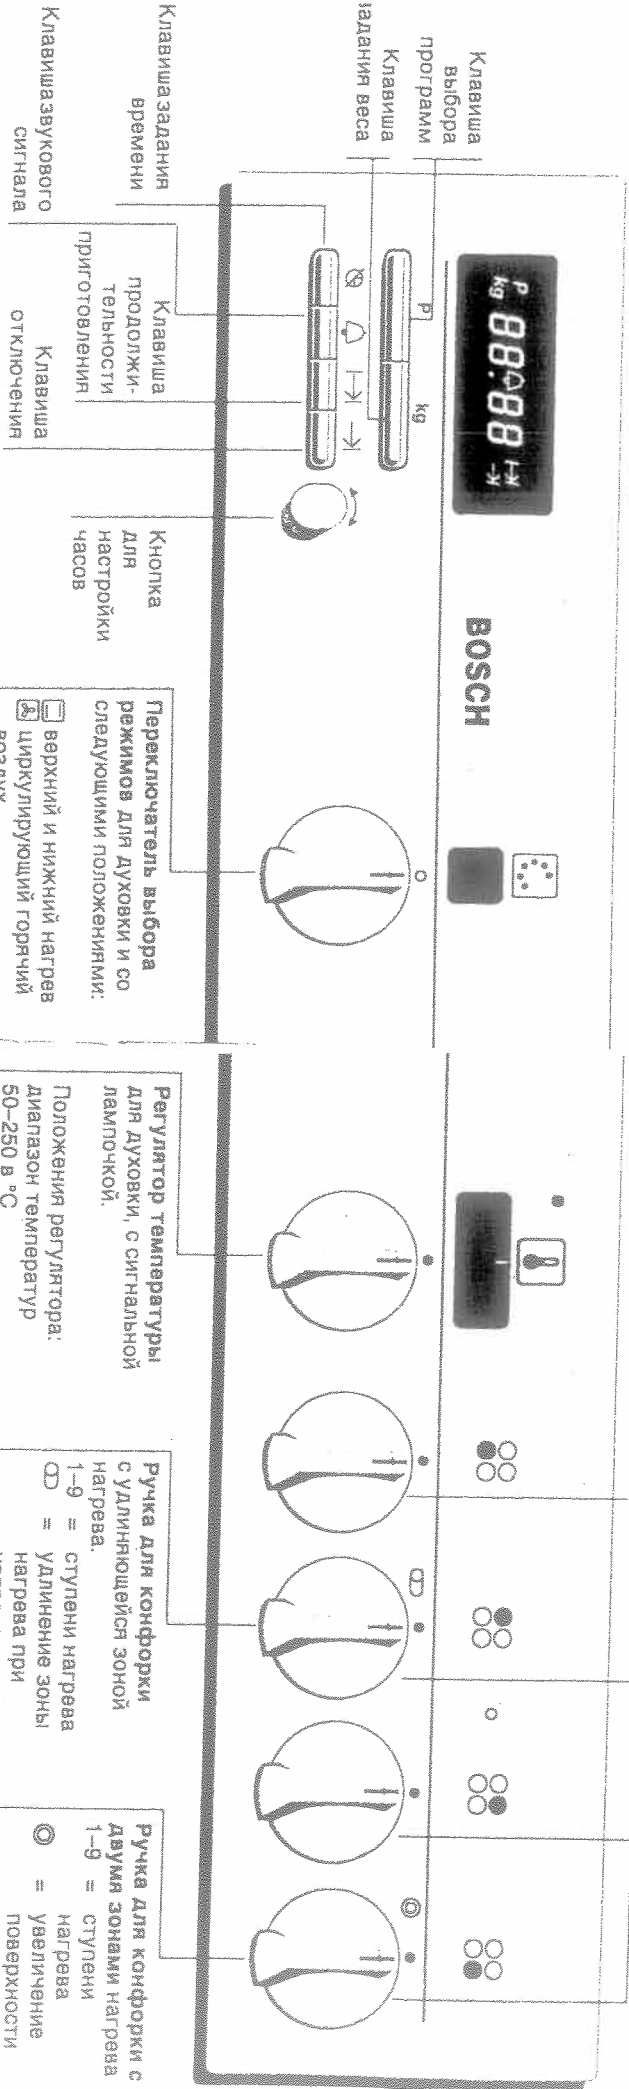 Клавиша
выбора
программ
Клавиша
задания веса
Клавиша задания
времени
Клавиша звукового
сигнала
P
kg
88:88
P
kg
Клавиша
продолжи-
тельности
приготовления
Клавиша
отключения
Кнопка
для
настройки
часов
BOSCH
Переключатель выбора
режимов для духовки и со
следующими положениями:
верхний и нижний нагрев
циркулирующий горячий
воздух
Регулятор температуры
для духовки, с сигнальной
лампочкой.
Положения регулятора:
диапазон температур
50–250 в °C
Ручка для конфорки
с удлиняющейся зоной
нагрева.
1–9 = ступени нагрева
= удлинение зоны
нагрева при
Ручка для конфорки с
двумя зонами нагрева
1–9 = ступени
нагрева
= увеличение
поверхности